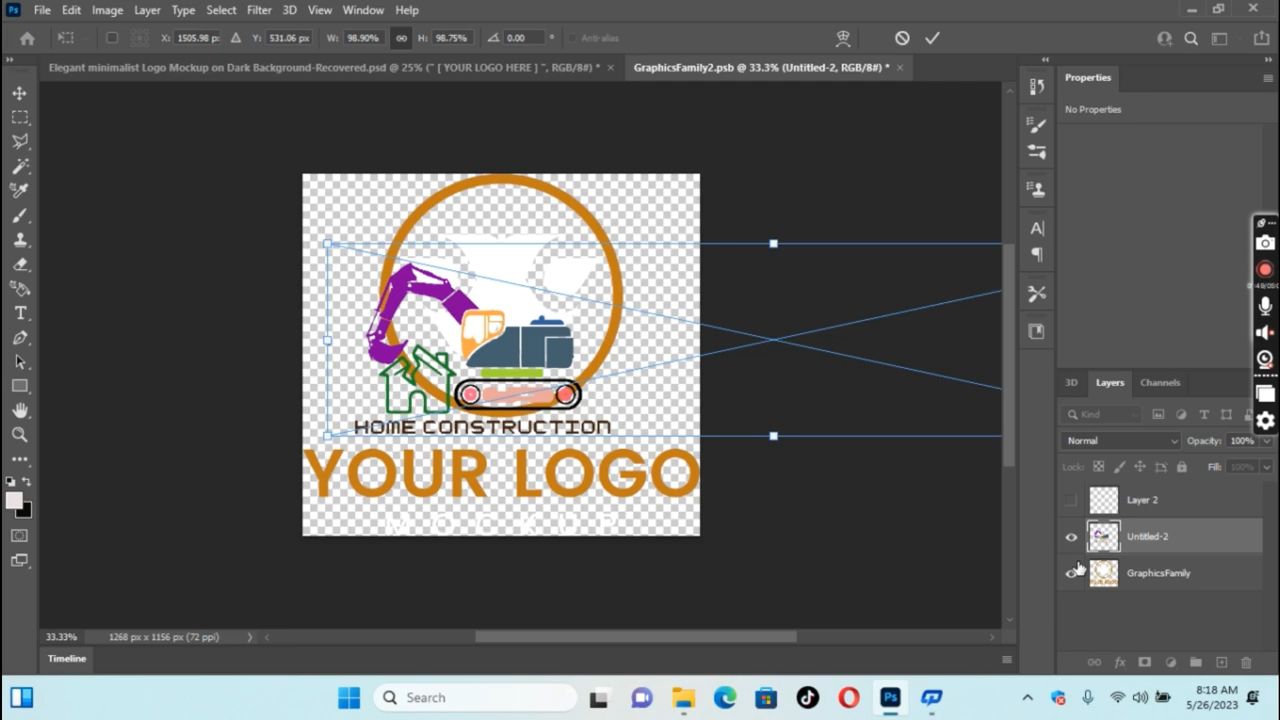 Ps File Edit Image Layer Type Select Filter 3D View Window Help
X: 1505.98 px Y: 531.06 px W: 98.90% H: 98.75% 0.00 ° Anti-alias
Elegant minimalist Logo Mockup on Dark Background-Recovered.psd @ 25% (" [ YOUR LOGO HERE ] ", RGB/8#) * × GraphicsFamily2.psb @ 33.3% (Untitled-2, RGB/8#) * ×
Properties
No Properties
HOME CONSTRUCTION
YOUR LOGO
MOCKUP
3D Layers Channels
Kind
Normal Opacity: 100%
Lock: Fill: 100%
Layer 2
Untitled-2
GraphicsFamily
33.33% 1268 px x 1156 px (72 ppi)
Timeline
Search
Ps
8:18 AM
5/26/2023